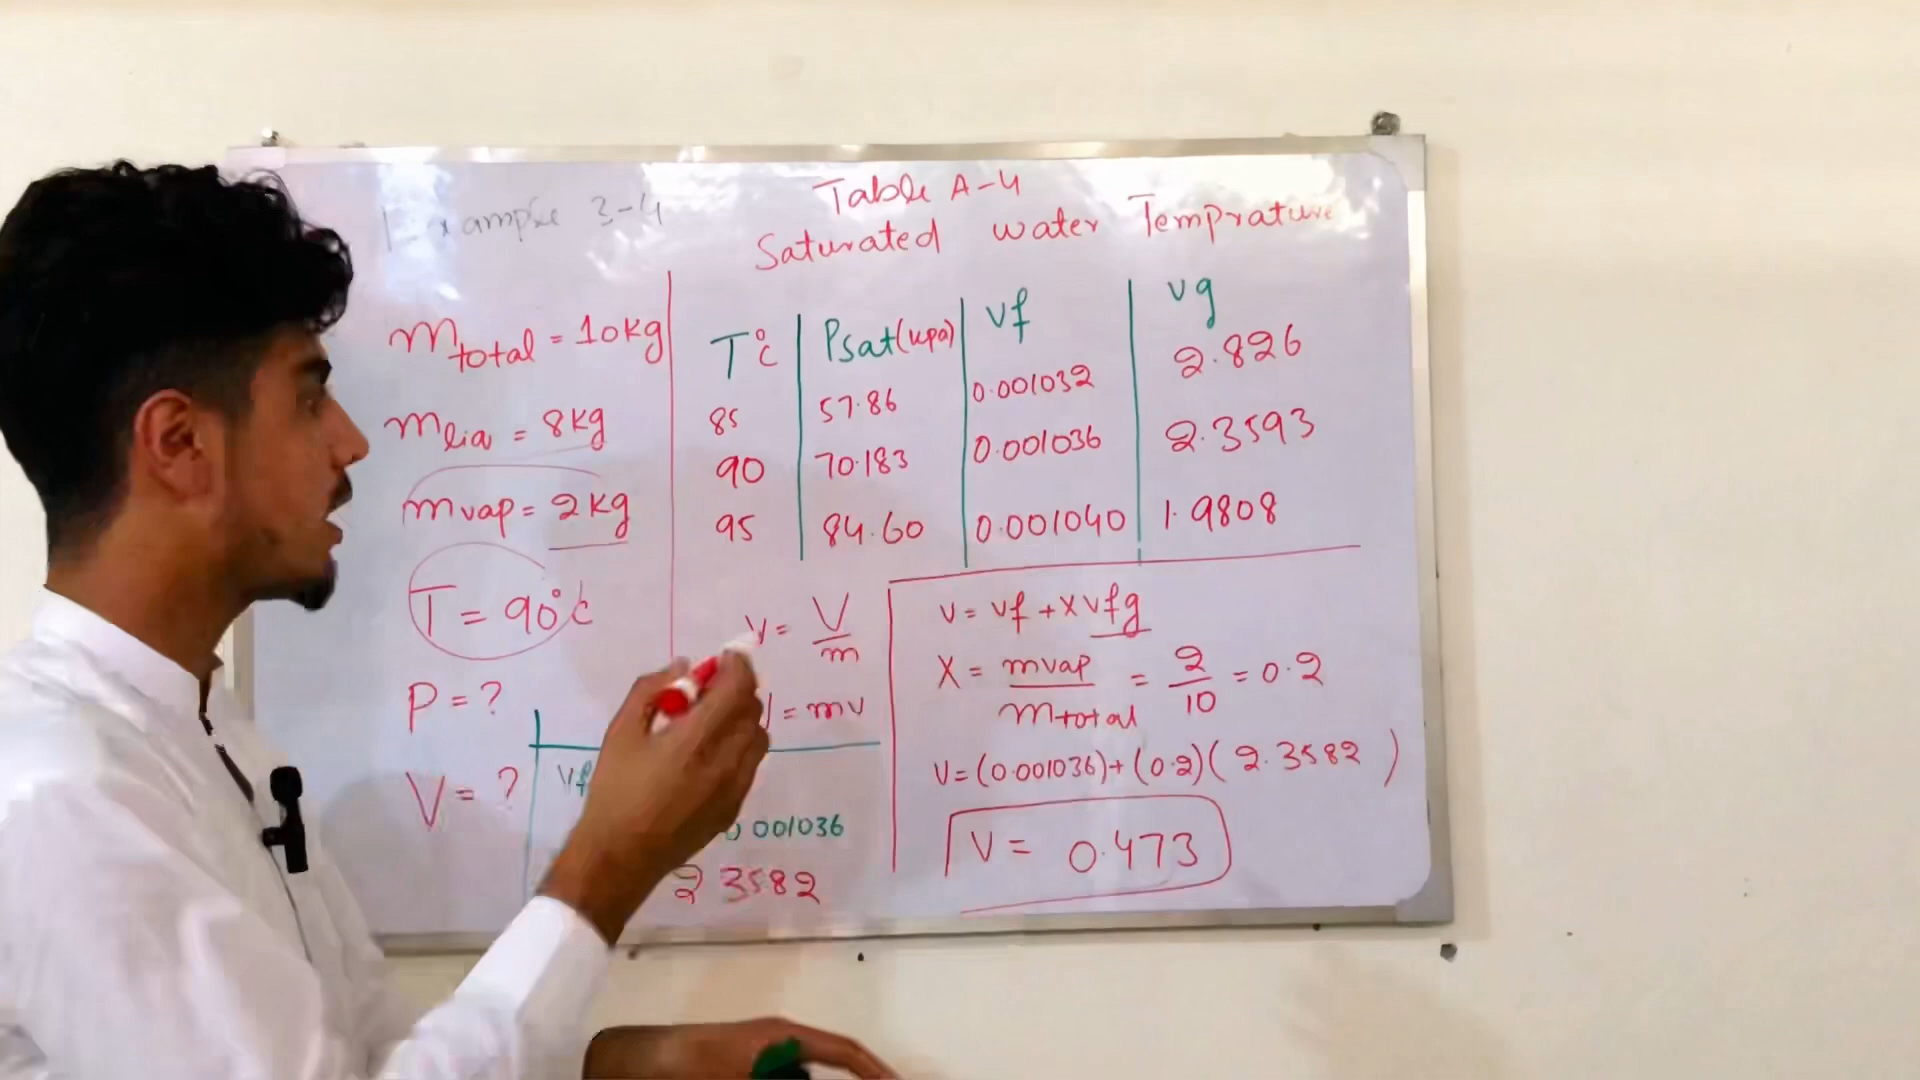 Example 3-4
Table A-4
Saturated water Temprature
mtotal = 10kg
mliq = 8kg
mvap = 2kg
T = 90°C
P = ?
V = ?
T°C Psat(kpa) vf vg
85 57.86 0.001032 2.826
90 70.183 0.001036 2.3593
95 84.60 0.001040 1.9808
v = V/m
= mv
vf
0.001036
2.3582
v = vf + x vfg
x = mvap/mtotal = 2/10 = 0.2
v = (0.001036) + (0.2)(2.3582)
v = 0.473